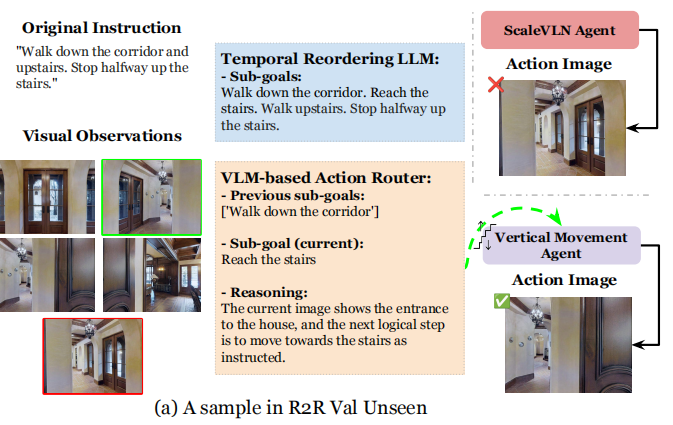 Original Instruction
"Walk down the corridor and
upstairs. Stop halfway up the
stairs."
Visual Observations
Temporal Reordering LLM:
- Sub-goals:
Walk down the corridor. Reach the
stairs. Walk upstairs. Stop halfway up
the stairs.
VLM-based Action Router:
- Previous sub-goals:
['Walk down the corridor']
- Sub-goal (current):
Reach the stairs
- Reasoning:
The current image shows the entrance
to the house, and the next logical step
is to move towards the stairs as
instructed.
ScaleVLN Agent
Action Image
Vertical Movement
Agent
Action Image
(a) A sample in R2R Val Unseen